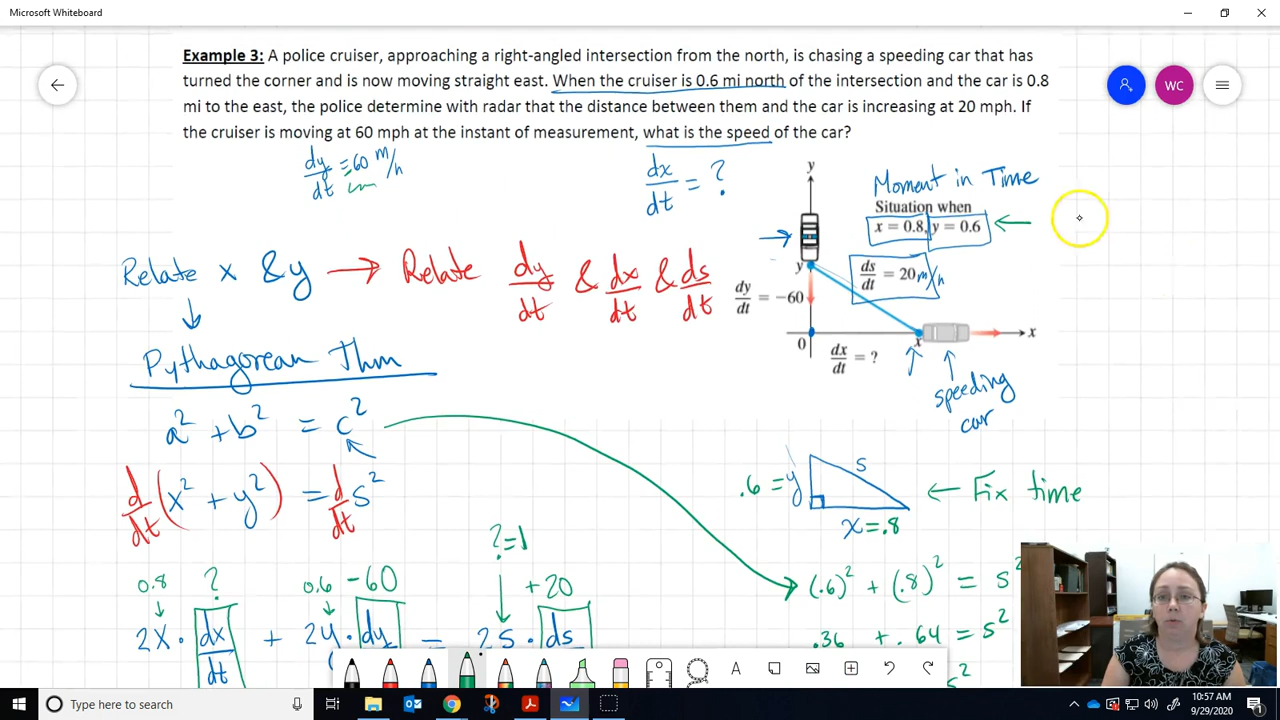 Microsoft Whiteboard
Example 3: A police cruiser, approaching a right-angled intersection from the north, is chasing a speeding car that has
turned the corner and is now moving straight east. When the cruiser is 0.6 mi north of the intersection and the car is 0.8
mi to the east, the police determine with radar that the distance between them and the car is increasing at 20 mph. If
the cruiser is moving at 60 mph at the instant of measurement, what is the speed of the car?
WC
dy/dt = 60 m/h
dx/dt = ?
y
Moment in Time
Situation when
x = 0.8, y = 0.6
y
ds/dt = 20 m/h
dy/dt = −60
0
x
x
dx/dt = ?
speeding
car
Relate x & y → Relate dy/dt & dx/dt & ds/dt
Pythagorean Thm
a² + b² = c²
d/dt (x² + y²) = d/dt s²
.6 = y
s
← Fix time
x = .8
? = 1
0.8
?
0.6
-60
+20
2x · dx/dt + 2y · dy = 2s · ds
(.6)² + (.8)² = s²
.36 + .64 = s²
s²
A
Type here to search
10:57 AM
9/29/2020